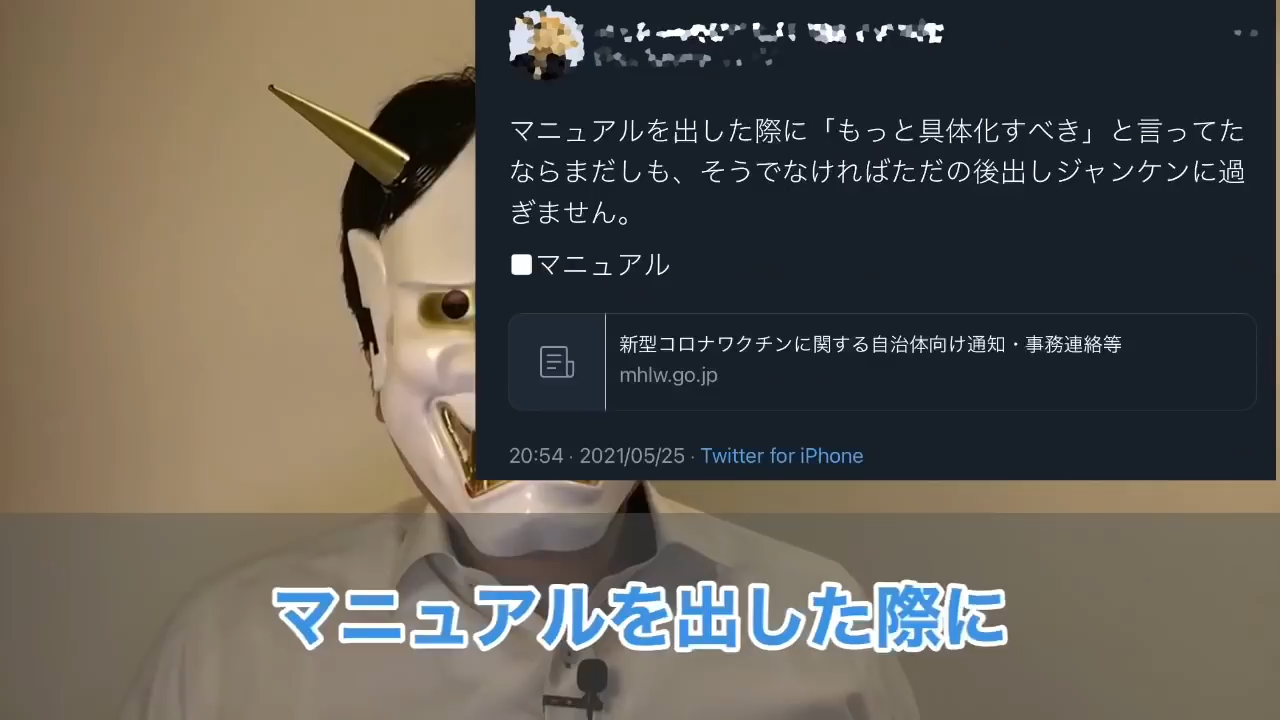 マニュアルを出した際に「もっと具体化すべき」と言ってた
ならまだしも、そうでなければただの後出しジャンケンに過
ぎません。
■マニュアル
新型コロナワクチンに関する自治体向け通知・事務連絡等
mhlw.go.jp
20:54 · 2021/05/25 · Twitter for iPhone
マニュアルを出した際に